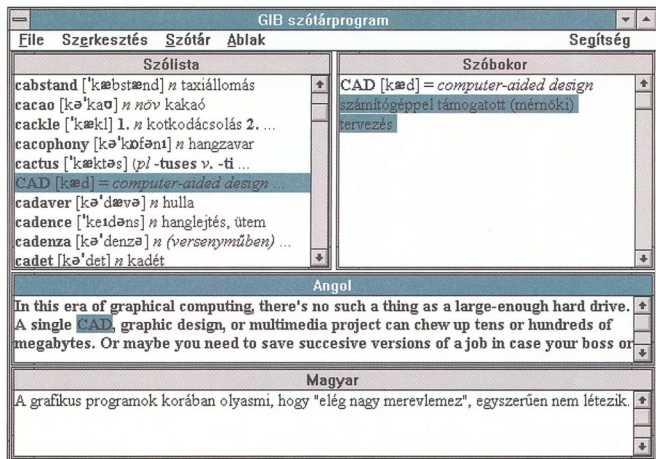 GIB szótárprogram
File Szerkesztés Szótár Ablak Segítség
Szólista
cabstand ['kæbstænd] n taxiállomás
cacao [kə'kaʊ] n növ kakaó
cackle ['kækl] 1. n kotkodácsolás 2. ...
cacophony [kə'kɒfənɪ] n hangzavar
cactus ['kæktəs] (pl -tuses v. -ti ...
CAD [kæd] = computer-aided design ...
cadaver [kə'dævə] n hulla
cadence ['keɪdəns] n hanglejtés, ütem
cadenza [kə'denzə] n (versenyműben) ...
cadet [kə'det] n kadét
Szóbokor
CAD [kæd] = computer-aided design
számítógéppel támogatott (mérnöki)
tervezés
Angol
In this era of graphical computing, there's no such a thing as a large-enough hard drive.
A single CAD, graphic design, or multimedia project can chew up tens or hundreds of
megabytes. Or maybe you need to save succesive versions of a job in case your boss or
Magyar
A grafikus programok korában olyasmi, hogy "elég nagy merevlemez", egyszerűen nem létezik.